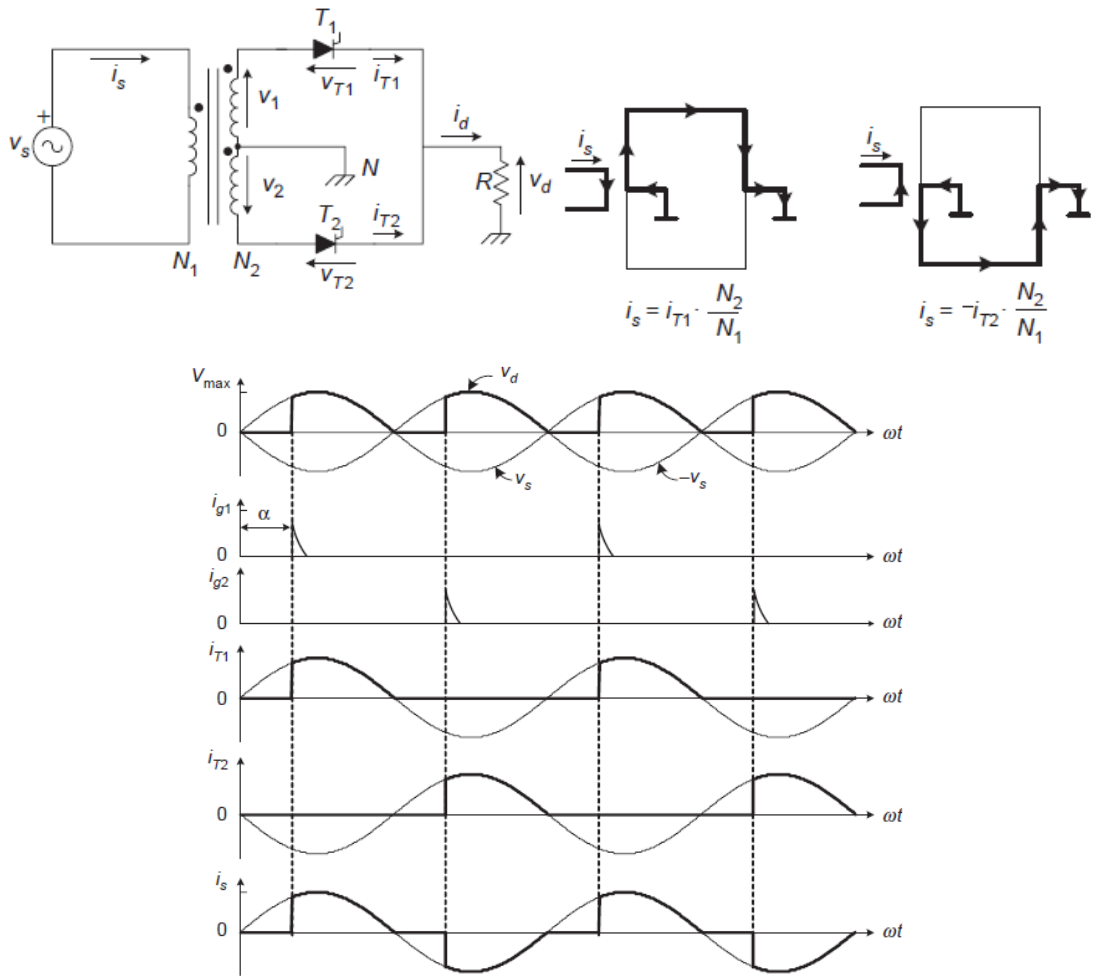 T1
is
vT1
iT1
v1
+
vs
id
N
R
vd
v2
T2
iT2
N1
N2
vT2
is
is = iT1 · N2/N1
is
is = −iT2 · N2/N1
Vmax
vd
0
ωt
vs
−vs
ig1
α
0
ωt
ig2
0
ωt
iT1
0
ωt
iT2
0
ωt
is
0
ωt